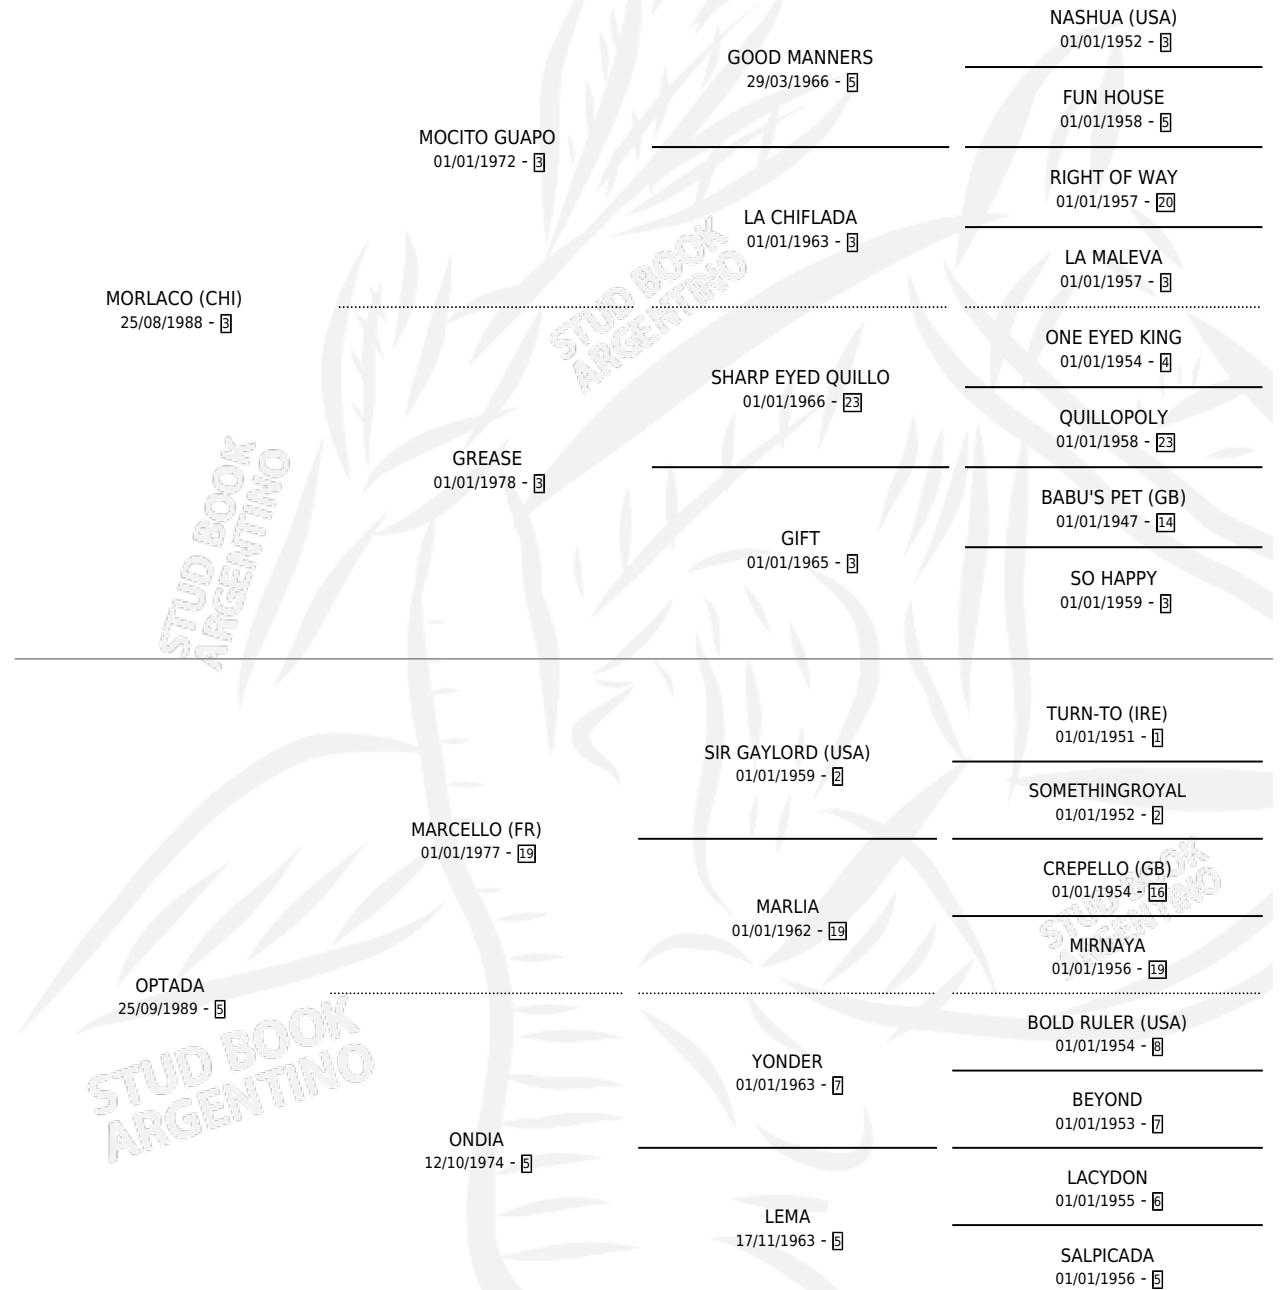 NASHUA (USA)
01/01/1952 - 3
GOOD MANNERS
29/03/1966 - 5
FUN HOUSE
01/01/1958 - 5
MOCITO GUAPO
01/01/1972 - 3
RIGHT OF WAY
01/01/1957 - 20
LA CHIFLADA
01/01/1963 - 3
LA MALEVA
01/01/1957 - 3
MORLACO (CHI)
25/08/1988 - 3
STUD BOOK
ARGENTINO
ONE EYED KING
01/01/1954 - 4
SHARP EYED QUILLO
01/01/1966 - 23
QUILLOPOLY
01/01/1958 - 23
GREASE
01/01/1978 - 3
BABU'S PET (GB)
01/01/1947 - 14
GIFT
01/01/1965 - 3
SO HAPPY
01/01/1959 - 3
STUD BOOK
ARGENTINO
TURN-TO (IRE)
01/01/1951 - 1
SIR GAYLORD (USA)
01/01/1959 - 2
SOMETHINGROYAL
01/01/1952 - 2
MARCELLO (FR)
01/01/1977 - 19
CREPELLO (GB)
01/01/1954 - 16
MARLIA
01/01/1962 - 19
STUD BOOK
ARGENTINO
MIRNAYA
01/01/1956 - 19
OPTADA
25/09/1989 - 5
BOLD RULER (USA)
01/01/1954 - 8
YONDER
01/01/1963 - 7
BEYOND
01/01/1953 - 7
STUD BOOK
ARGENTINO
ONDIA
12/10/1974 - 5
LACYDON
01/01/1955 - 6
LEMA
17/11/1963 - 5
SALPICADA
01/01/1956 - 5